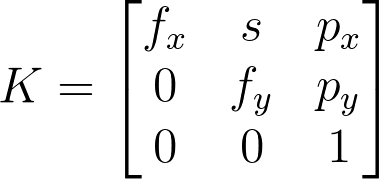 K = [ f_x s p_x
0 f_y p_y
0 0 1 ]